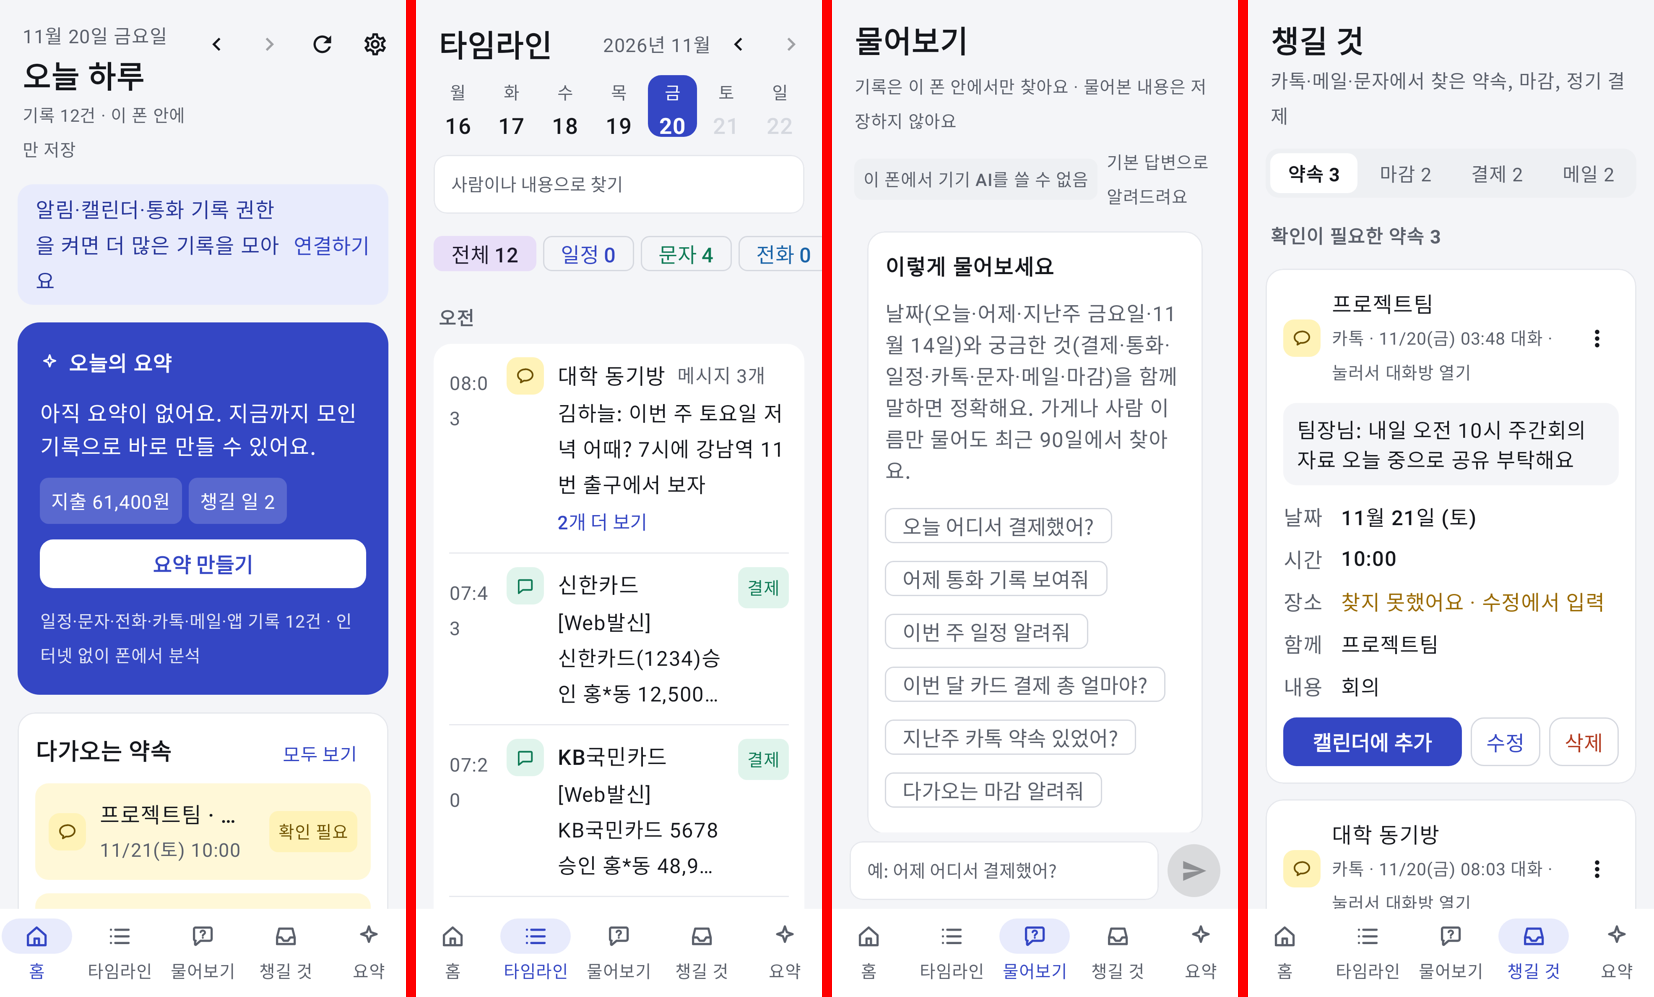 11월 20일 금요일
오늘 하루
기록 12건 · 이 폰 안에
만 저장
알림·캘린더·통화 기록 권한
을 켜면 더 많은 기록을 모아
요
연결하기
오늘의 요약
아직 요약이 없어요. 지금까지 모인
기록으로 바로 만들 수 있어요.
지출 61,400원
챙길 일 2
요약 만들기
일정·문자·전화·카톡·메일·앱 기록 12건 · 인
터넷 없이 폰에서 분석
다가오는 약속
모두 보기
프로젝트팀 · ...
11/21(토) 10:00
확인 필요
홈
타임라인
물어보기
챙길 것
요약
타임라인
2026년 11월
월 화 수 목 금 토 일
16 17 18 19 20 21 22
사람이나 내용으로 찾기
전체 12
일정 0
문자 4
전화 0
오전
08:0
3
대학 동기방 메시지 3개
김하늘: 이번 주 토요일 저
녁 어때? 7시에 강남역 11
번 출구에서 보자
2개 더 보기
07:4
3
신한카드
결제
[Web발신]
신한카드(1234)승
인 홍*동 12,500...
07:2
0
KB국민카드
결제
[Web발신]
KB국민카드 5678
승인 홍*동 48,9...
홈
타임라인
물어보기
챙길 것
요약
물어보기
기록은 이 폰 안에서만 찾아요 · 물어본 내용은 저
장하지 않아요
이 폰에서 기기 AI를 쓸 수 없음
기본 답변으로
알려드려요
이렇게 물어보세요
날짜(오늘·어제·지난주 금요일·11
월 14일)와 궁금한 것(결제·통화·
일정·카톡·문자·메일·마감)을 함께
말하면 정확해요. 가게나 사람 이
름만 물어도 최근 90일에서 찾아
요.
오늘 어디서 결제했어?
어제 통화 기록 보여줘
이번 주 일정 알려줘
이번 달 카드 결제 총 얼마야?
지난주 카톡 약속 있었어?
다가오는 마감 알려줘
예: 어제 어디서 결제했어?
홈
타임라인
물어보기
챙길 것
요약
챙길 것
카톡·메일·문자에서 찾은 약속, 마감, 정기 결
제
약속 3
마감 2
결제 2
메일 2
확인이 필요한 약속 3
프로젝트팀
카톡 · 11/20(금) 03:48 대화 ·
눌러서 대화방 열기
팀장님: 내일 오전 10시 주간회의
자료 오늘 중으로 공유 부탁해요
날짜 11월 21일 (토)
시간 10:00
장소 찾지 못했어요 · 수정에서 입력
함께 프로젝트팀
내용 회의
캘린더에 추가
수정
삭제
대학 동기방
카톡 · 11/20(금) 08:03 대화 ·
눌러서 대화방 열기
홈
타임라인
물어보기
챙길 것
요약